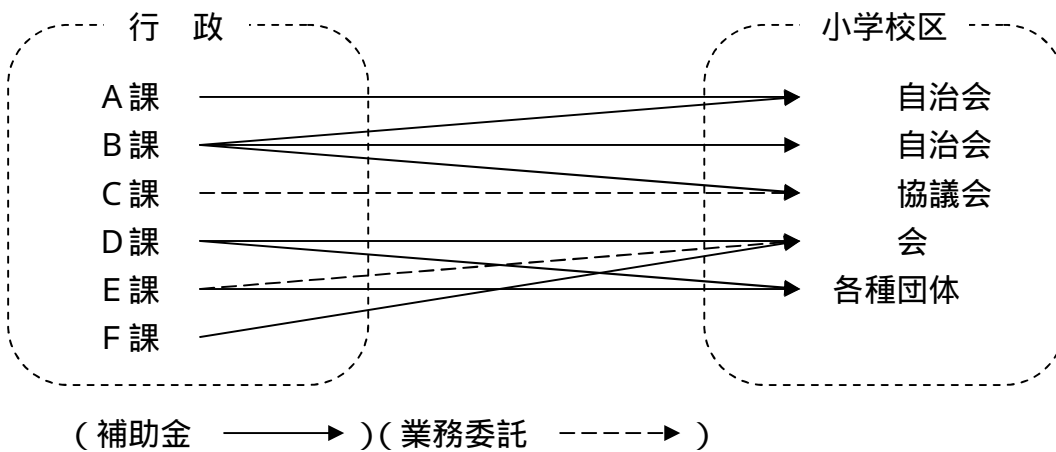 行　政
小学校区
A課
自治会
B課
自治会
C課
協議会
D課
会
E課
各種団体
F課
(補助金 )(業務委託 )